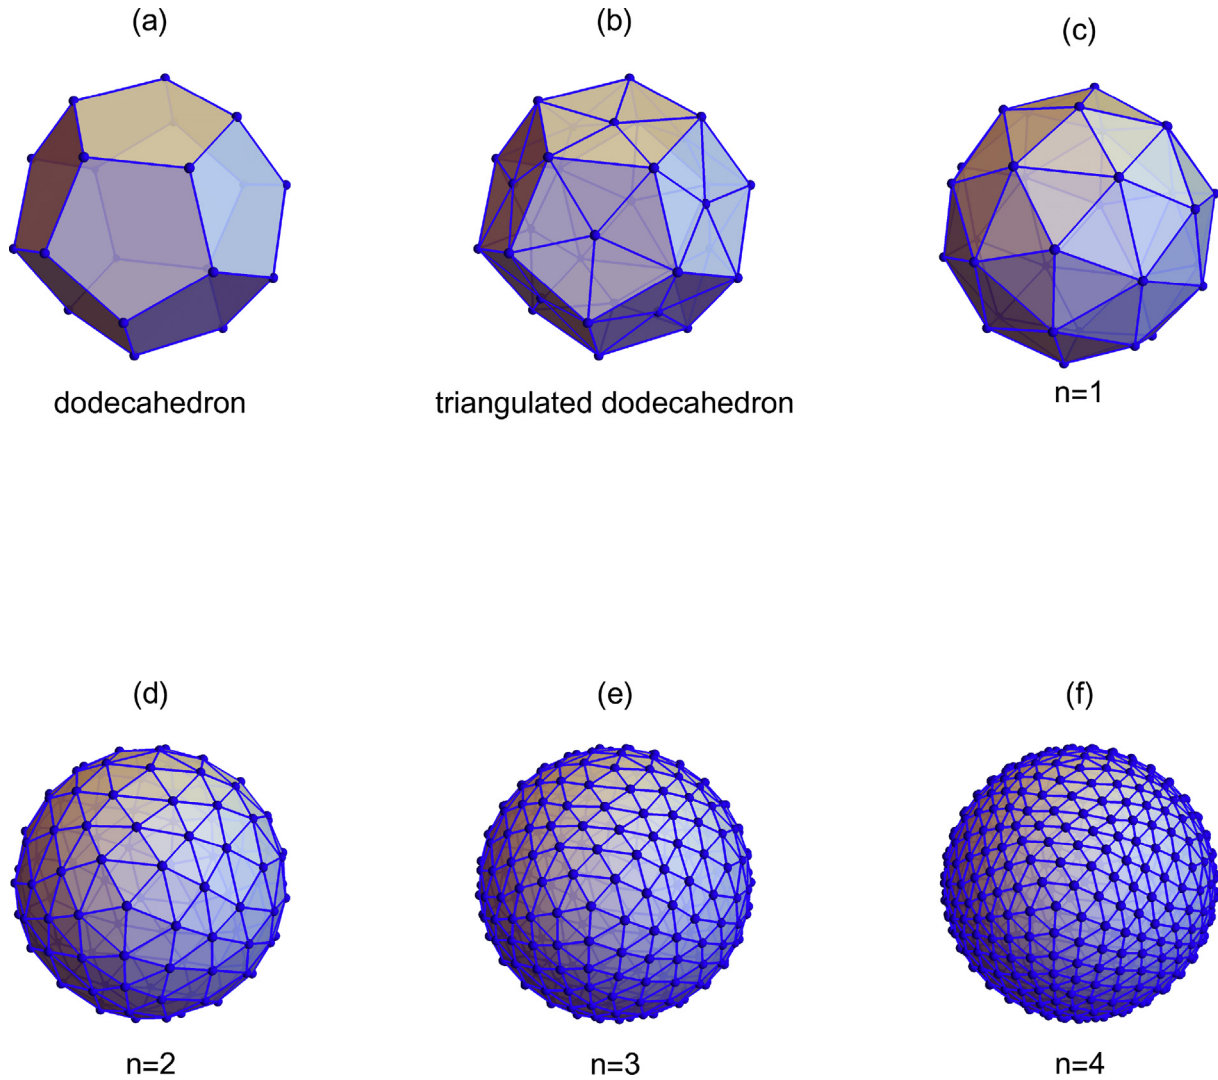 (a)
(b)
(c)
dodecahedron
triangulated dodecahedron
n=1
(d)
(e)
(f)
n=2
n=3
n=4